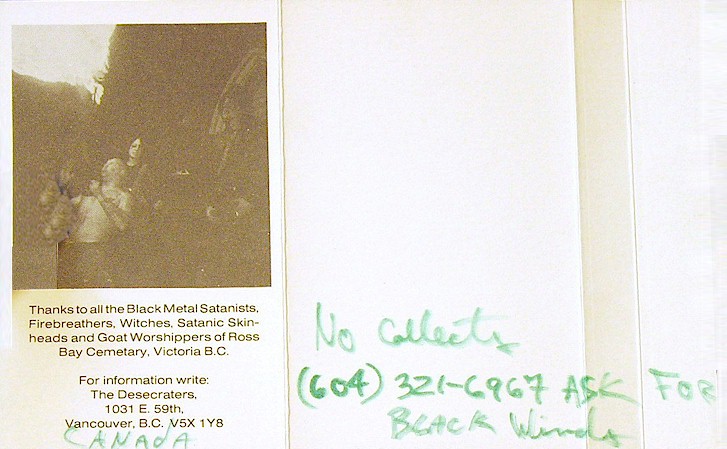 Thanks to all the Black Metal Satanists,
Firebreathers, Witches, Satanic Skin-
heads and Goat Worshippers of Ross
Bay Cemetary, Victoria B.C.
For information write:
The Desecraters,
1031 E. 59th,
Vancouver, B.C. V5X 1Y8
CANADA
No Collects
(604) 321-6967 ASK FOR
BLACK Winds